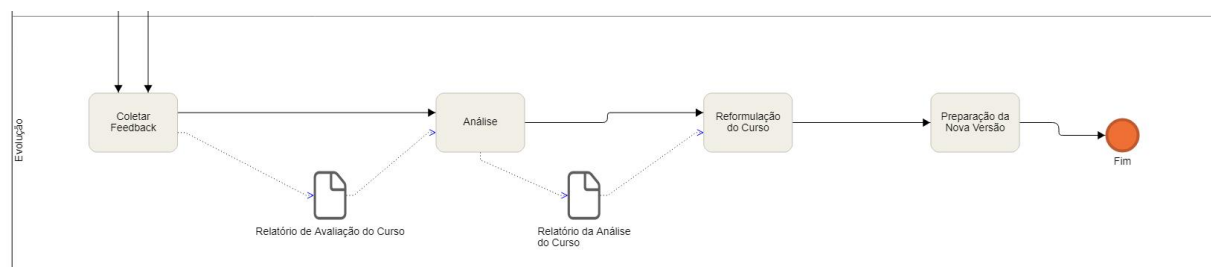 Evolução
Coletar
Feedback
Análise
Reformulação
do Curso
Preparação da
Nova Versão
Fim
Relatório de Avaliação do Curso
Relatório da Análise
do Curso